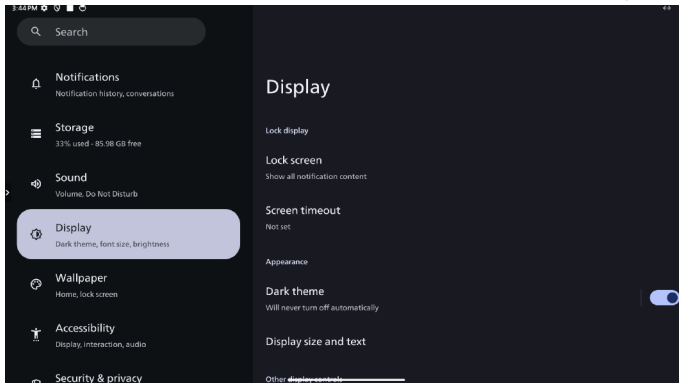 3:44 PM
Search
Notifications
Notification history, conversations
Storage
33% used - 85.98 GB free
Sound
Volume, Do Not Disturb
Display
Dark theme, font size, brightness
Wallpaper
Home, lock screen
Accessibility
Display, interaction, audio
Security & privacy
Display
Lock display
Lock screen
Show all notification content
Screen timeout
Not set
Appearance
Dark theme
Will never turn off automatically
Display size and text
Other display controls